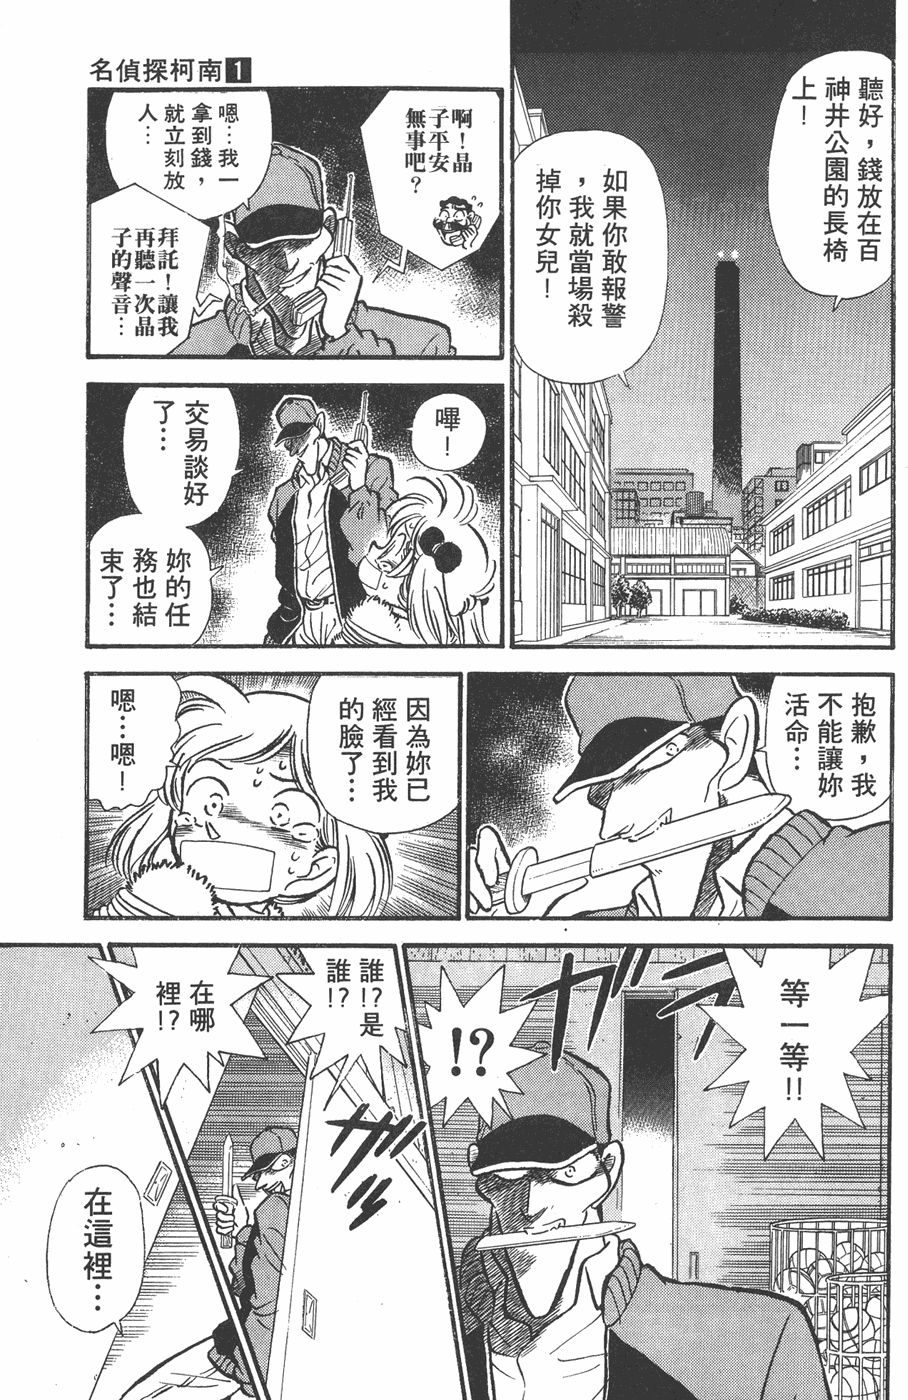 名偵探柯南1
聽好，錢放在百
神井公園的長椅
上！
如果你敢報警
，我就當場殺
掉你女兒！
啊！晶
子平安
無事吧？
嗯…我一
拿到錢，
就立刻放
人…
拜託！讓我
再聽一次晶
子的聲音…
嗶！
交易談好
了…
妳的任
務也結
束了…
抱歉，我
不能讓妳
活命…
因為妳已
經看到我
的臉了…
嗯…嗯！
等一等!!
!?
誰!?是
誰!?
在哪
裡!?
在這裡…